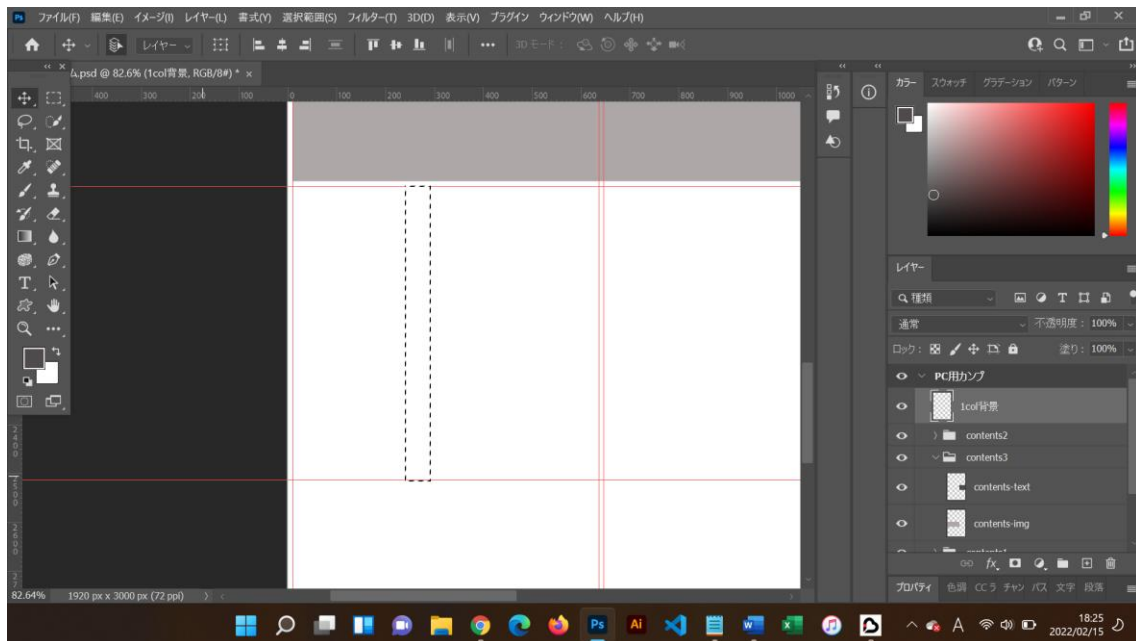 Ps ファイル(F) 編集(E) イメージ(I) レイヤー(L) 書式(Y) 選択範囲(S) フィルター(T) 3D(D) 表示(V) プラグイン ウィンドウ(W) ヘルプ(H)
レイヤー 3D モード :
ム.psd @ 82.6% (1col背景, RGB/8#) * ×
400 300 200 100 0 100 200 300 400 500 600 700 800 900 1000
カラー スウォッチ グラデーション パターン
レイヤー
種類
通常 不透明度 : 100%
ロック : 塗り : 100%
PC用カンプ
1col背景
contents2
contents3
contents-text
contents-img
2400
2500
2600
fx
プロパティ 色調 CCラ チャン パス 文字 段落
82.64% 1920 px x 3000 px (72 ppi)
Ps Ai A 18:25
2022/02/15